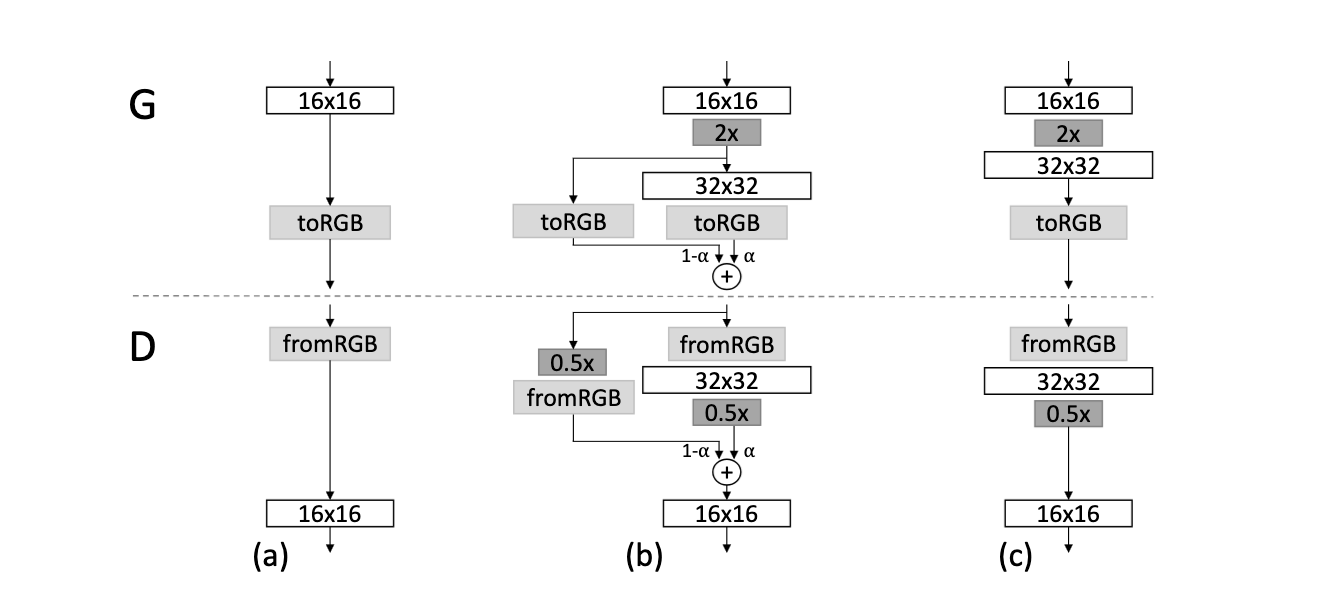 G
16x16
toRGB
16x16
2x
32x32
toRGB
toRGB
1-α
α
+
16x16
2x
32x32
toRGB
D
fromRGB
16x16
(a)
0.5x
fromRGB
fromRGB
32x32
0.5x
1-α
α
+
16x16
(b)
fromRGB
32x32
0.5x
16x16
(c)